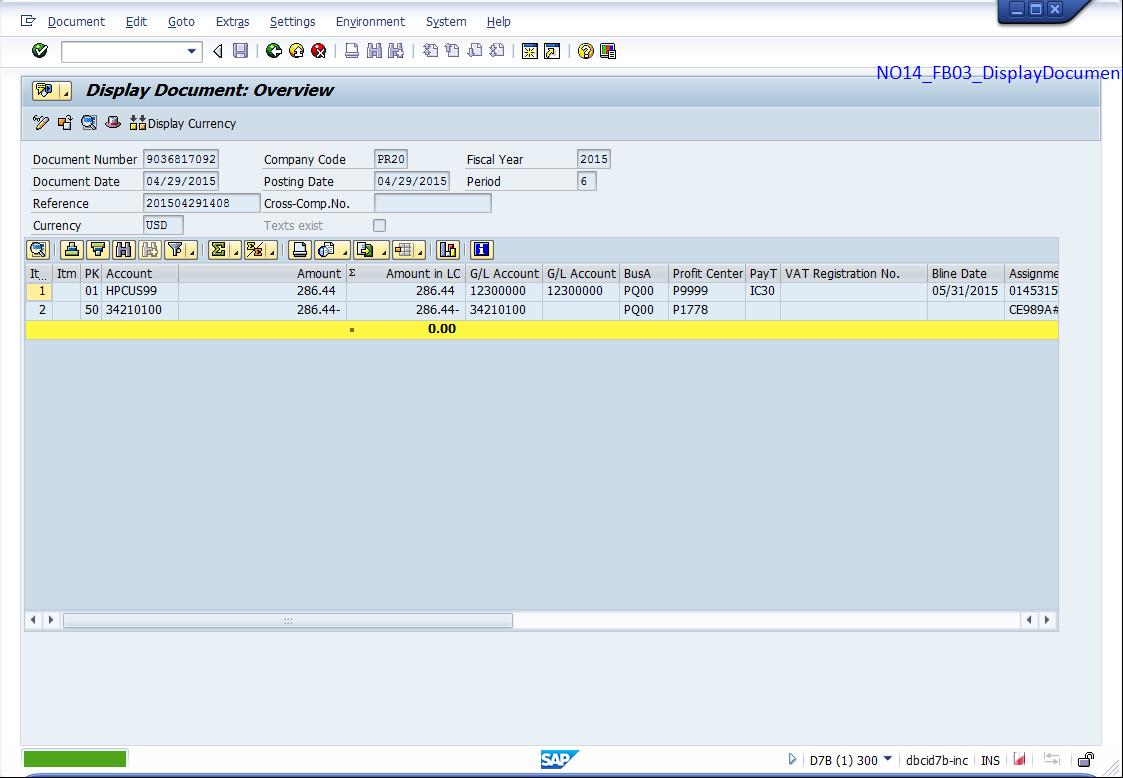 Document Edit Goto Extras Settings Environment System Help
NO14_FB03_DisplayDocumen
Display Document: Overview
Display Currency
Document Number 9036817092 Company Code PR20 Fiscal Year 2015
Document Date 04/29/2015 Posting Date 04/29/2015 Period 6
Reference 201504291408 Cross-Comp.No.
Currency USD Texts exist
It.. Itm PK Account Amount Σ Amount in LC G/L Account G/L Account BusA Profit Center PayT VAT Registration No. Bline Date Assignme
1 01 HPCUS99 286.44 286.44 12300000 12300000 PQ00 P9999 IC30 05/31/2015 0145315
2 50 34210100 286.44- 286.44- 34210100 PQ00 P1778 CE989A#
0.00
SAP D7B (1) 300 dbcid7b-inc INS